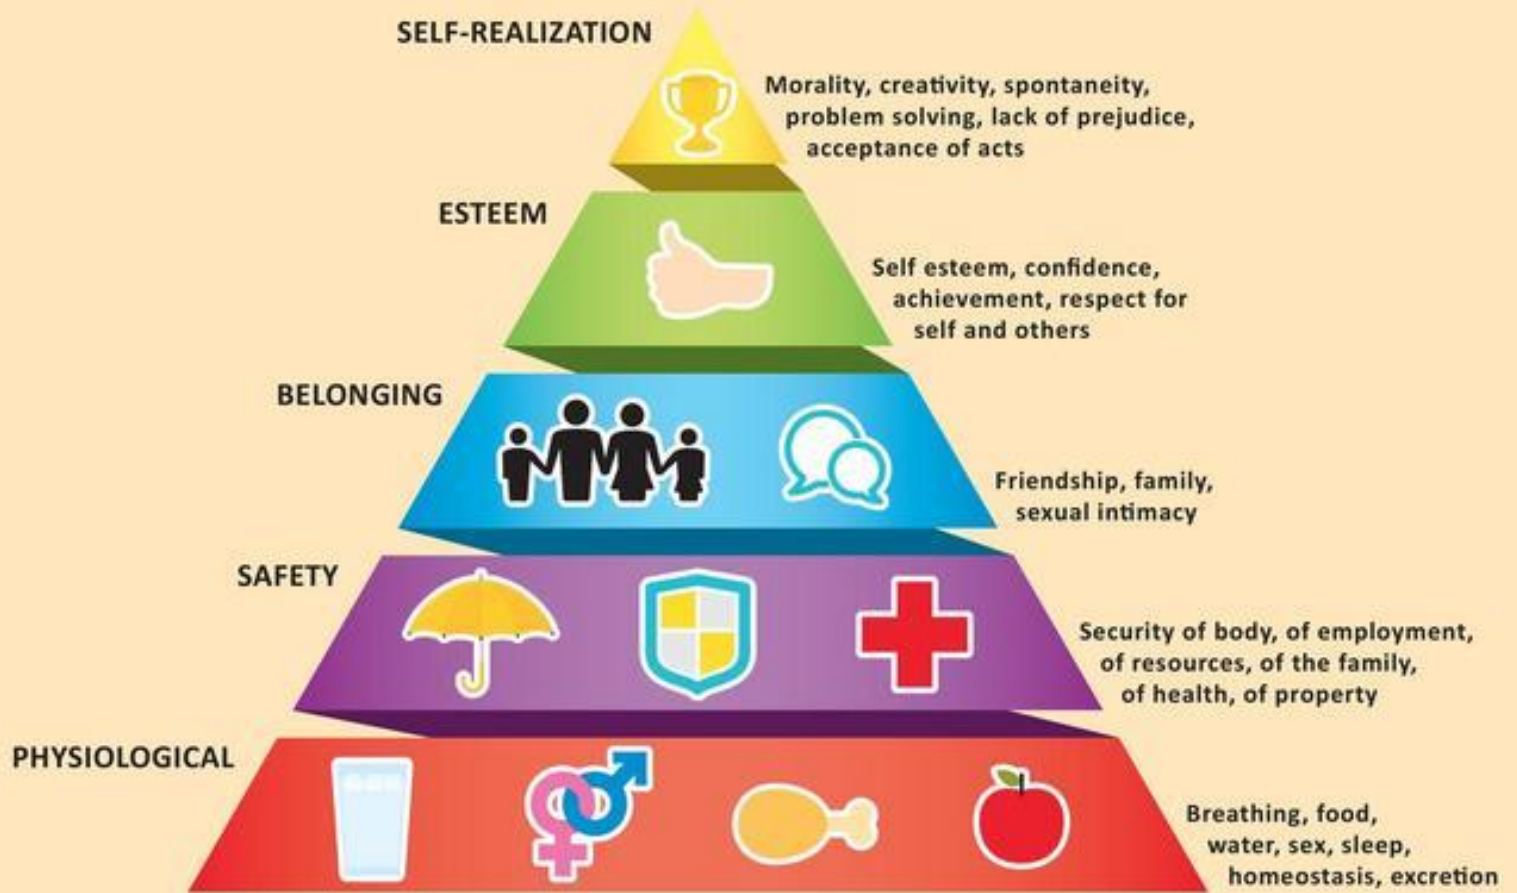 SELF-REALIZATION
Morality, creativity, spontaneity,
problem solving, lack of prejudice,
acceptance of acts
ESTEEM
Self esteem, confidence,
achievement, respect for
self and others
BELONGING
Friendship, family,
sexual intimacy
SAFETY
Security of body, of employment,
of resources, of the family,
of health, of property
PHYSIOLOGICAL
Breathing, food,
water, sex, sleep,
homeostasis, excretion